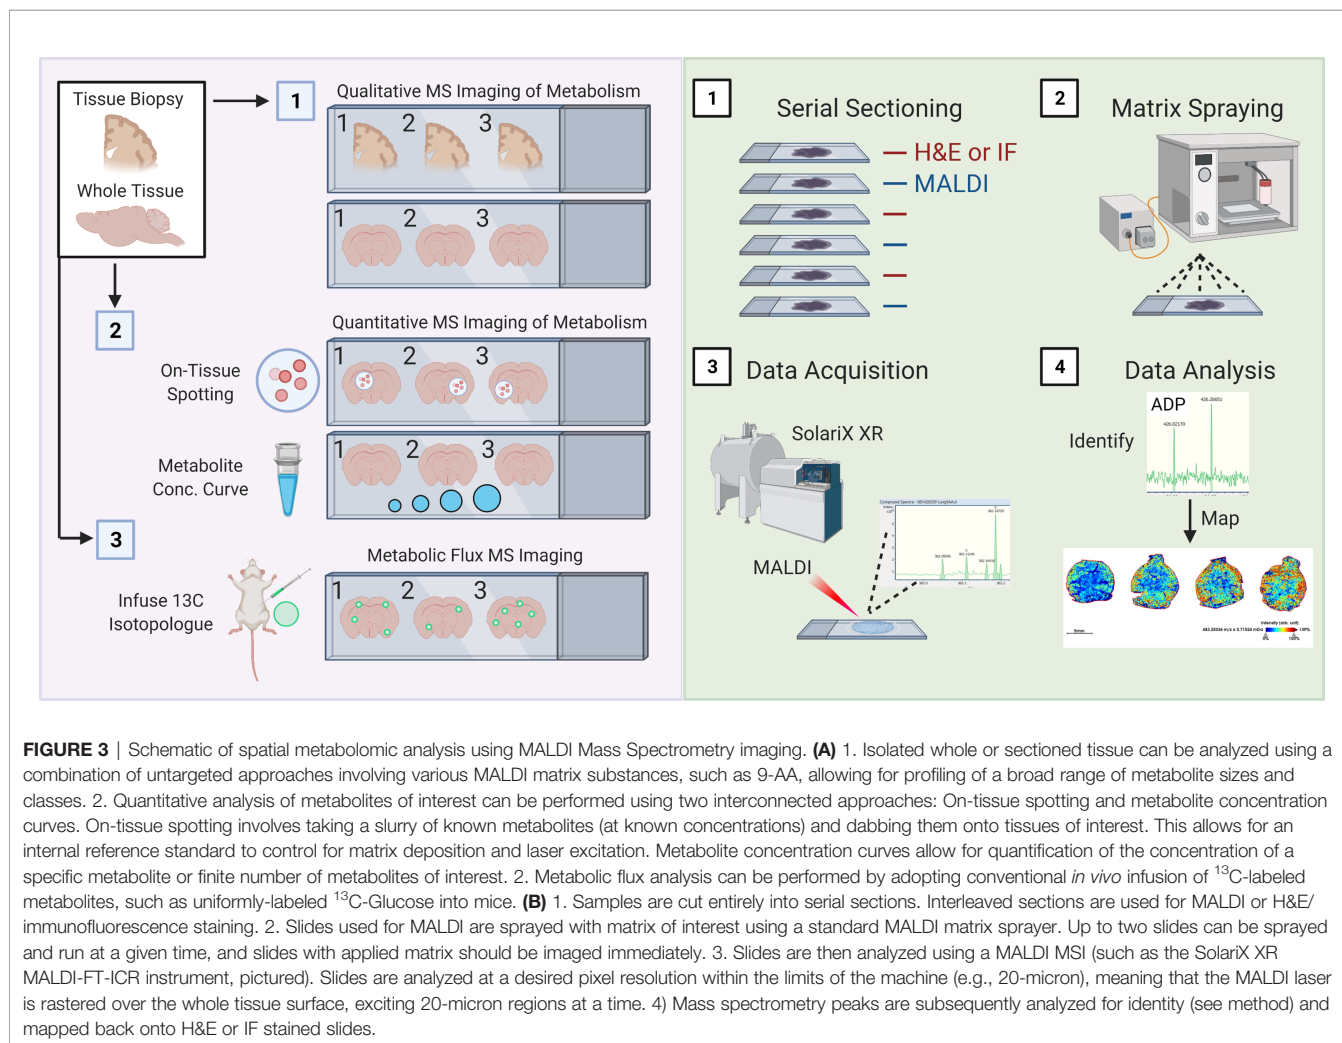 Tissue Biopsy
Whole Tissue
1
Qualitative MS Imaging of Metabolism
1 2 3
1 2 3
2
Quantitative MS Imaging of Metabolism
On-Tissue
Spotting
1 2 3
Metabolite
Conc. Curve
1 2 3
3
Metabolic Flux MS Imaging
Infuse 13C
Isotopologue
1 2 3
1
Serial Sectioning
H&E or IF
MALDI
2
Matrix Spraying
3
Data Acquisition
SolariX XR
MALDI
4
Data Analysis
ADP
426.02170
Identify
Map
FIGURE 3 | Schematic of spatial metabolomic analysis using MALDI Mass Spectrometry imaging. (A) 1. Isolated whole or sectioned tissue can be analyzed using a
combination of untargeted approaches involving various MALDI matrix substances, such as 9-AA, allowing for profiling of a broad range of metabolite sizes and
classes. 2. Quantitative analysis of metabolites of interest can be performed using two interconnected approaches: On-tissue spotting and metabolite concentration
curves. On-tissue spotting involves taking a slurry of known metabolites (at known concentrations) and dabbing them onto tissues of interest. This allows for an
internal reference standard to control for matrix deposition and laser excitation. Metabolite concentration curves allow for quantification of the concentration of a
specific metabolite or finite number of metabolites of interest. 2. Metabolic flux analysis can be performed by adopting conventional in vivo infusion of ¹³C-labeled
metabolites, such as uniformly-labeled ¹³C-Glucose into mice. (B) 1. Samples are cut entirely into serial sections. Interleaved sections are used for MALDI or H&E/
immunofluorescence staining. 2. Slides used for MALDI are sprayed with matrix of interest using a standard MALDI matrix sprayer. Up to two slides can be sprayed
and run at a given time, and slides with applied matrix should be imaged immediately. 3. Slides are then analyzed using a MALDI MSI (such as the SolariX XR
MALDI-FT-ICR instrument, pictured). Slides are analyzed at a desired pixel resolution within the limits of the machine (e.g., 20-micron), meaning that the MALDI laser
is rastered over the whole tissue surface, exciting 20-micron regions at a time. 4) Mass spectrometry peaks are subsequently analyzed for identity (see method) and
mapped back onto H&E or IF stained slides.